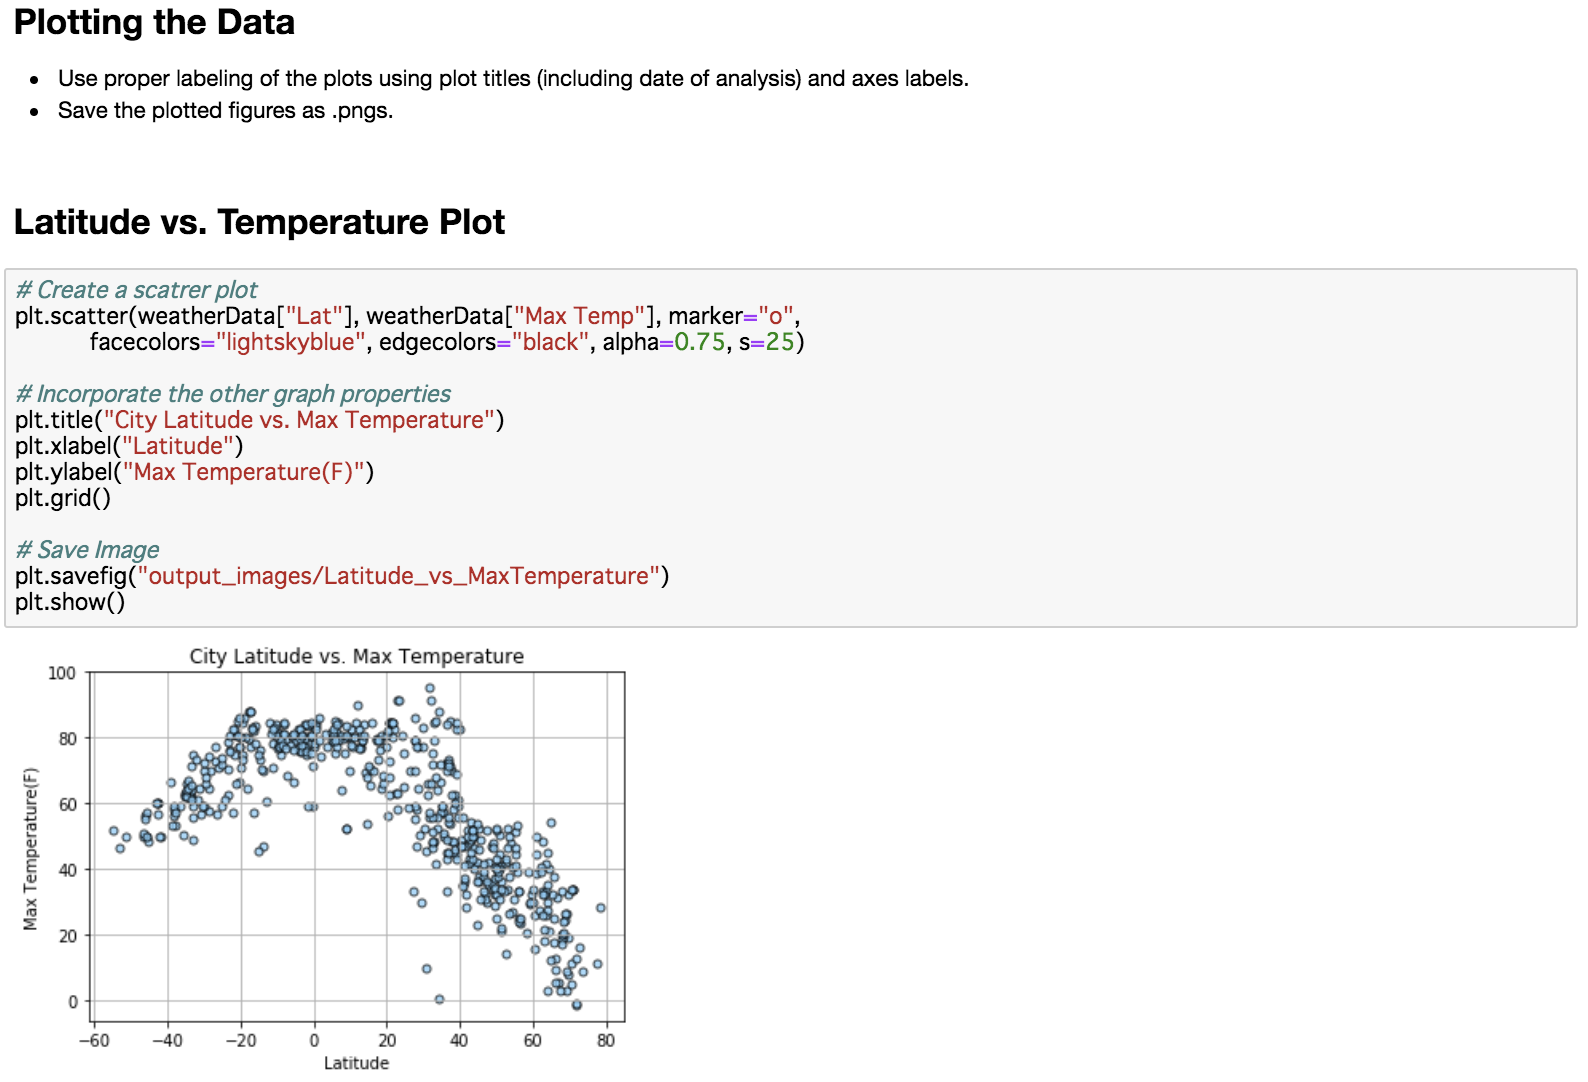 Plotting the Data
• Use proper labeling of the plots using plot titles (including date of analysis) and axes labels.
• Save the plotted figures as .pngs.
Latitude vs. Temperature Plot
# Create a scatrer plot
plt.scatter(weatherData["Lat"], weatherData["Max Temp"], marker="o",
facecolors="lightskyblue", edgecolors="black", alpha=0.75, s=25)
# Incorporate the other graph properties
plt.title("City Latitude vs. Max Temperature")
plt.xlabel("Latitude")
plt.ylabel("Max Temperature(F)")
plt.grid()
# Save Image
plt.savefig("output_images/Latitude_vs_MaxTemperature")
plt.show()
City Latitude vs. Max Temperature
100
80
60
40
20
0
Max Temperature(F)
−60 −40 −20 0 20 40 60 80
Latitude